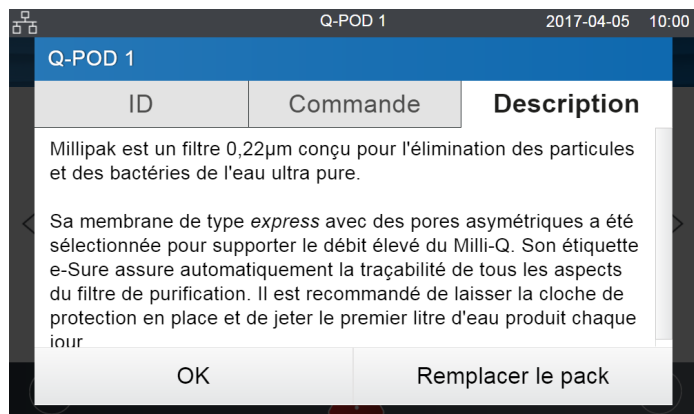 Q-POD 1 2017-04-05 10:00
Q-POD 1
ID Commande Description
Millipak est un filtre 0,22µm conçu pour l'élimination des particules
et des bactéries de l'eau ultra pure.
Sa membrane de type express avec des pores asymétriques a été
sélectionnée pour supporter le débit élevé du Milli-Q. Son étiquette
e-Sure assure automatiquement la traçabilité de tous les aspects
du filtre de purification. Il est recommandé de laisser la cloche de
protection en place et de jeter le premier litre d'eau produit chaque
jour
OK Remplacer le pack